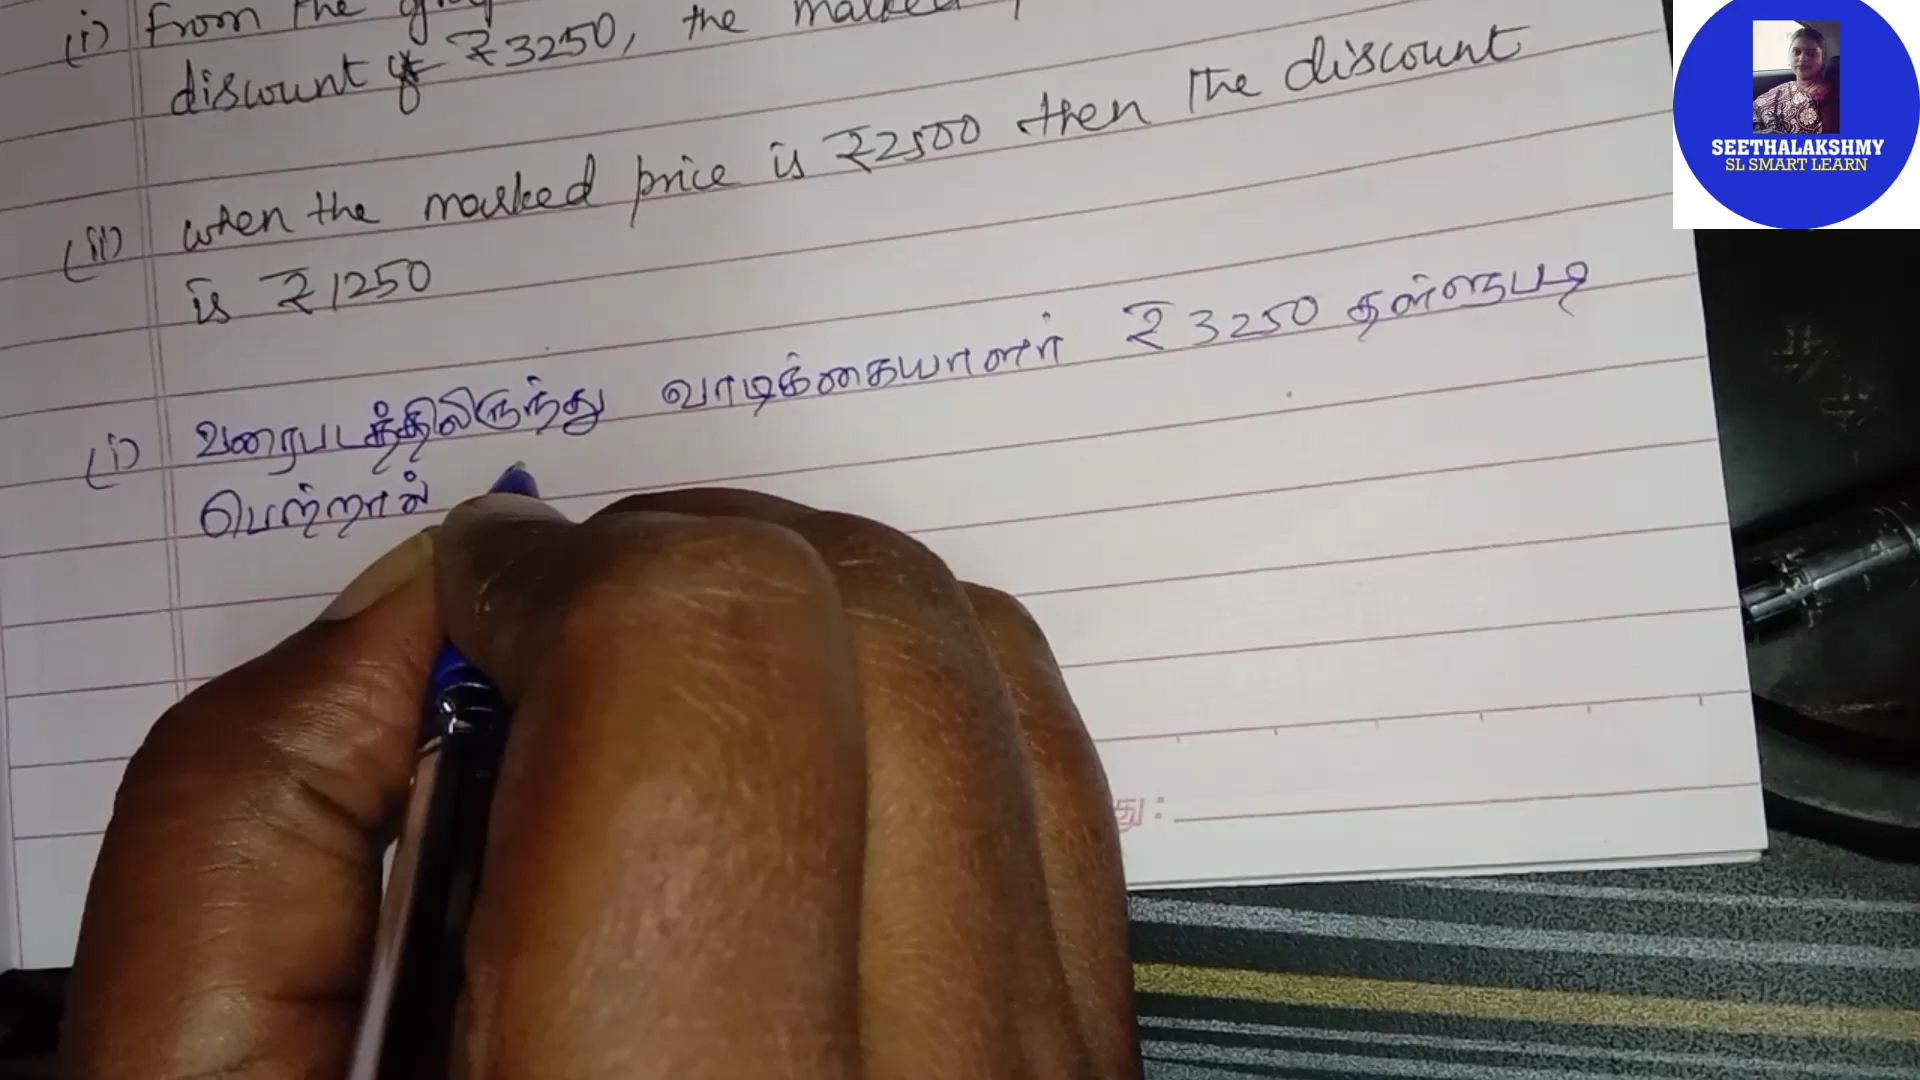 (i) From the
discount of ₹3250, the marked
(ii) when the marked price is ₹2500 then the discount
is ₹1250
(i) வரைபடத்திலிருந்து வாடிக்கையாளர் ₹3250 தள்ளுபடி
பெற்றால்
SEETHALAKSHMY
SL SMART LEARN